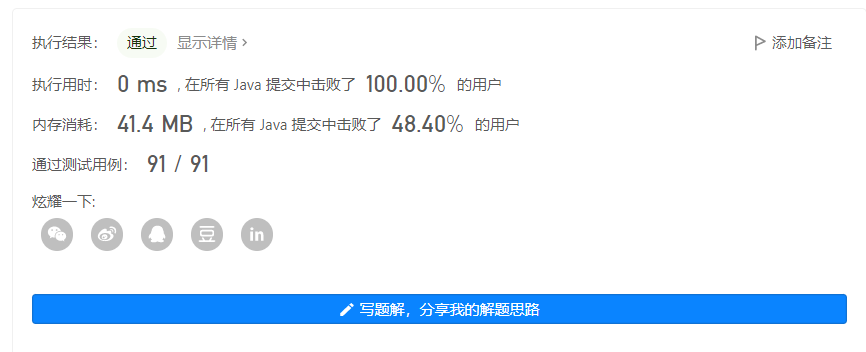 执行结果： 通过 显示详情 › 添加备注
执行用时： 0 ms , 在所有 Java 提交中击败了 100.00% 的用户
内存消耗： 41.4 MB , 在所有 Java 提交中击败了 48.40% 的用户
通过测试用例： 91 / 91
炫耀一下:
豆 in
写题解，分享我的解题思路